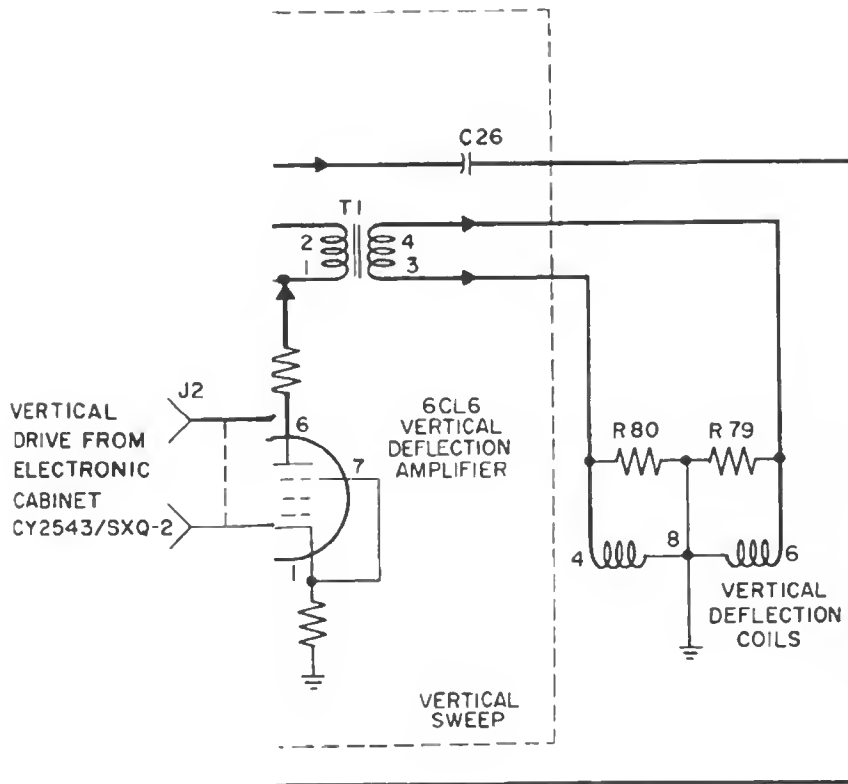 C26
T1
2
4
1
3
J2
VERTICAL
DRIVE FROM
ELECTRONIC
CABINET
CY2543/SXQ-2
6
7
1
6CL6
VERTICAL
DEFLECTION
AMPLIFIER
R80
R79
4
8
6
VERTICAL
DEFLECTION
COILS
VERTICAL
SWEEP